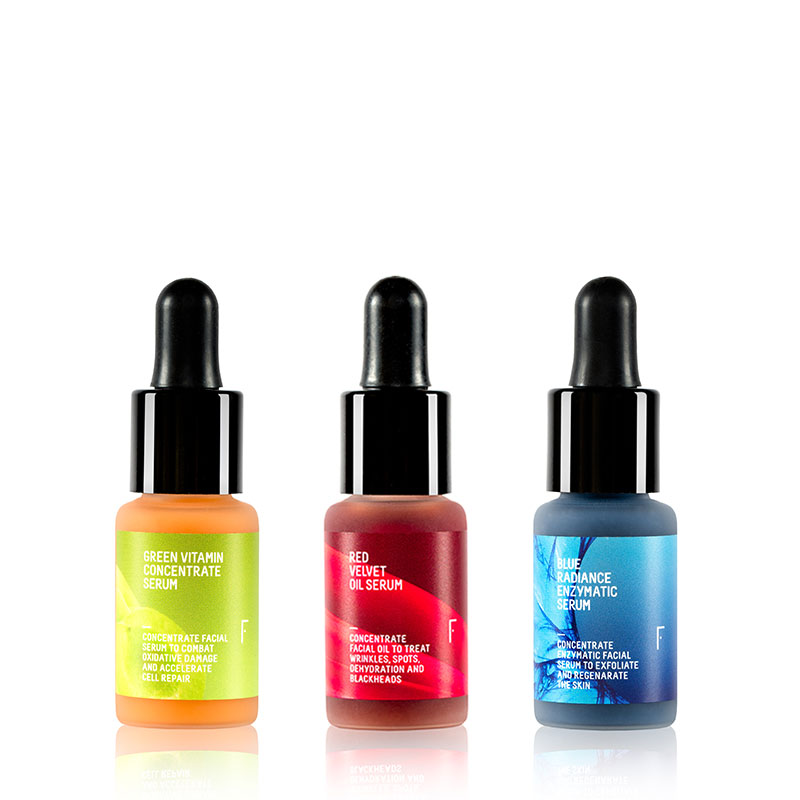 GREEN VITAMIN
CONCENTRATE
SERUM
CONCENTRATE FACIAL
SERUM TO COMBAT
OXIDATIVE DAMAGE
AND ACCELERATE
CELL REPAIR
F
RED
VELVET
OIL SERUM
CONCENTRATE
FACIAL OIL TO TREAT
WRINKLES, SPOTS,
DEHYDRATION AND
BLACKHEADS
F
BLUE
RADIANCE
ENZYMATIC
SERUM
CONCENTRATE
ENZYMATIC FACIAL
SERUM TO EXFOLIATE
AND REGENARATE
THE SKIN
F